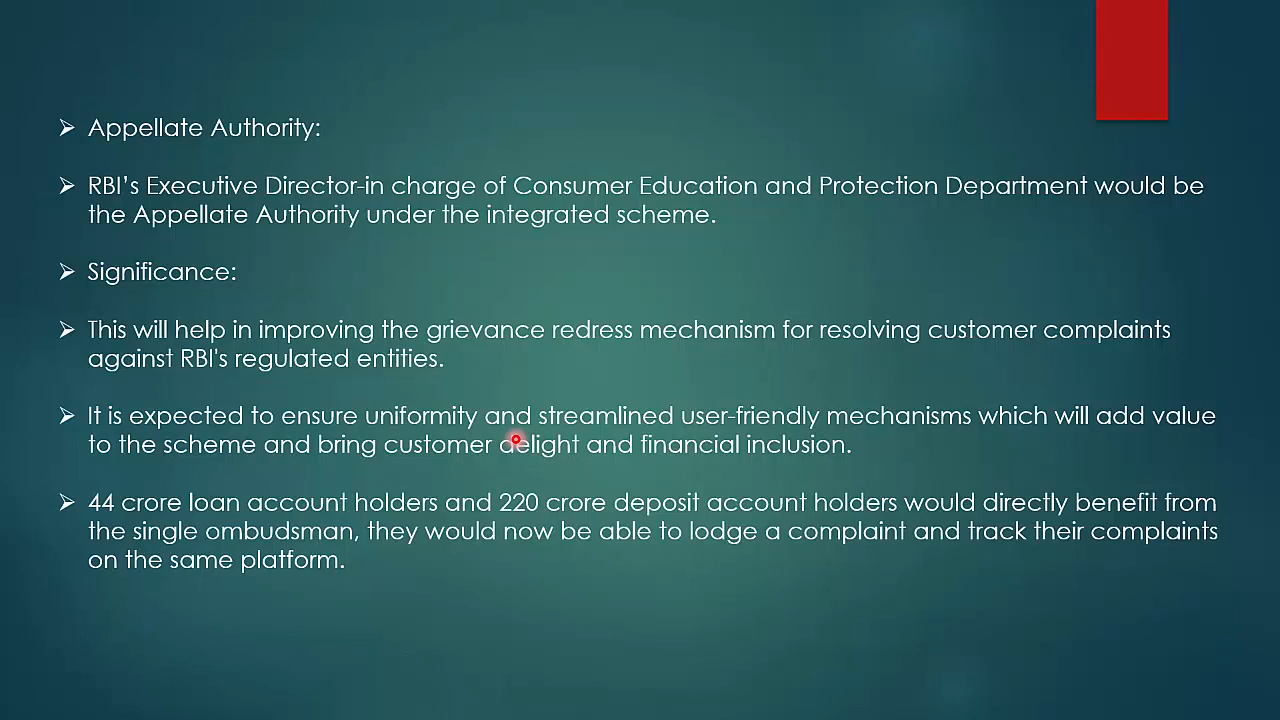 Appellate Authority:
RBI’s Executive Director-in charge of Consumer Education and Protection Department would be
the Appellate Authority under the integrated scheme.
Significance:
This will help in improving the grievance redress mechanism for resolving customer complaints
against RBI's regulated entities.
It is expected to ensure uniformity and streamlined user-friendly mechanisms which will add value
to the scheme and bring customer delight and financial inclusion.
44 crore loan account holders and 220 crore deposit account holders would directly benefit from
the single ombudsman, they would now be able to lodge a complaint and track their complaints
on the same platform.